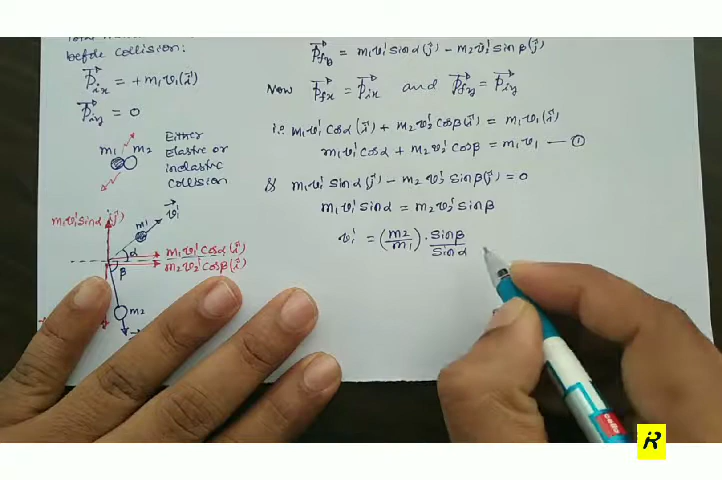 before collision:
P⃗ix = +m₁v₁(i⃗)
P⃗iy = 0
m₁ m₂
Either
Elastic or
inelastic
collision
m₁v₁' sinα (j⃗)
m₁ v⃗₁'
α
m₁v₁' cosα (i⃗)
m₂v₂' cosβ (i⃗)
β
m₂
P⃗fy = m₁v₁' sinα (j⃗) - m₂v₂' sinβ (j⃗)
Now P⃗fx = P⃗ix and P⃗fy = P⃗iy
i.e. m₁v₁' cosα (i⃗) + m₂v₂' cosβ (i⃗) = m₁v₁ (i⃗)
m₁v₁' cosα + m₂v₂' cosβ = m₁v₁ — ①
& m₁v₁' sinα (j⃗) - m₂v₂' sinβ (j⃗) = 0
m₁v₁' sinα = m₂v₂' sinβ
v₁' = (m₂/m₁) · sinβ/sinα
cello
R